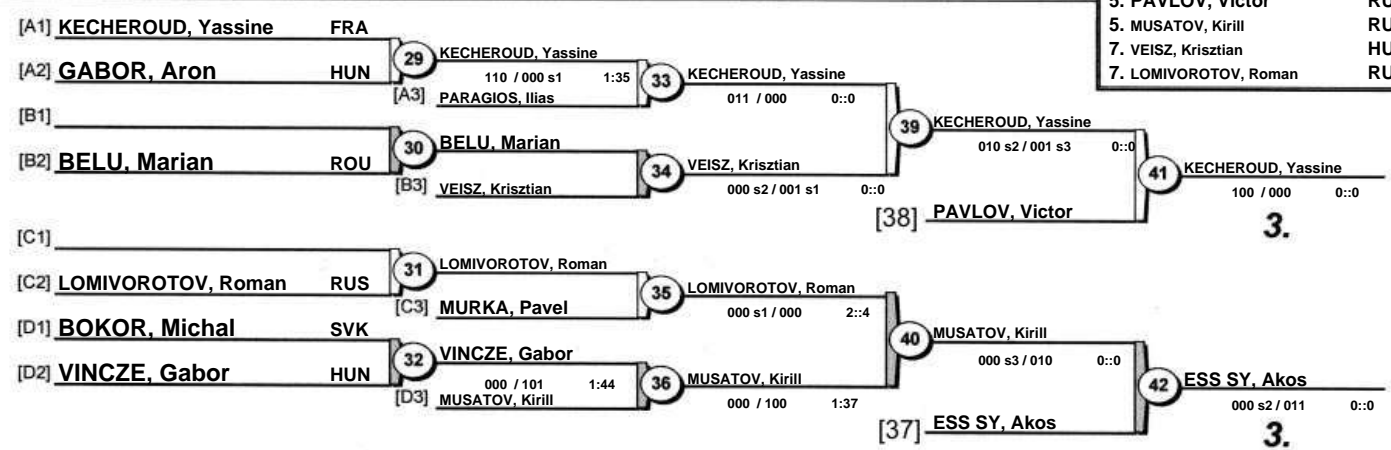 5. PAVLOV, Victor RU
5. MUSATOV, Kirill RU
7. VEISZ, Krisztian HU
7. LOMIVOROTOV, Roman RU
[A1] KECHEROUD, Yassine FRA
[A2] GABOR, Aron HUN
29
KECHEROUD, Yassine
110 / 000 s1 1:35
[A3] PARAGIOS, Ilias
33
KECHEROUD, Yassine
011 / 000 0::0
[B1]
[B2] BELU, Marian ROU
30
BELU, Marian
[B3] VEISZ, Krisztian
34
VEISZ, Krisztian
000 s2 / 001 s1 0::0
39
KECHEROUD, Yassine
010 s2 / 001 s3 0::0
[38] PAVLOV, Victor
41
KECHEROUD, Yassine
100 / 000 0::0
3.
[C1]
[C2] LOMIVOROTOV, Roman RUS
31
LOMIVOROTOV, Roman
[C3] MURKA, Pavel
35
LOMIVOROTOV, Roman
000 s1 / 000 2::4
[D1] BOKOR, Michal SVK
[D2] VINCZE, Gabor HUN
32
VINCZE, Gabor
000 / 101 1:44
[D3] MUSATOV, Kirill
36
MUSATOV, Kirill
000 / 100 1:37
40
MUSATOV, Kirill
000 s3 / 010 0::0
[37] ESS SY, Akos
42
ESS SY, Akos
000 s2 / 011 0::0
3.